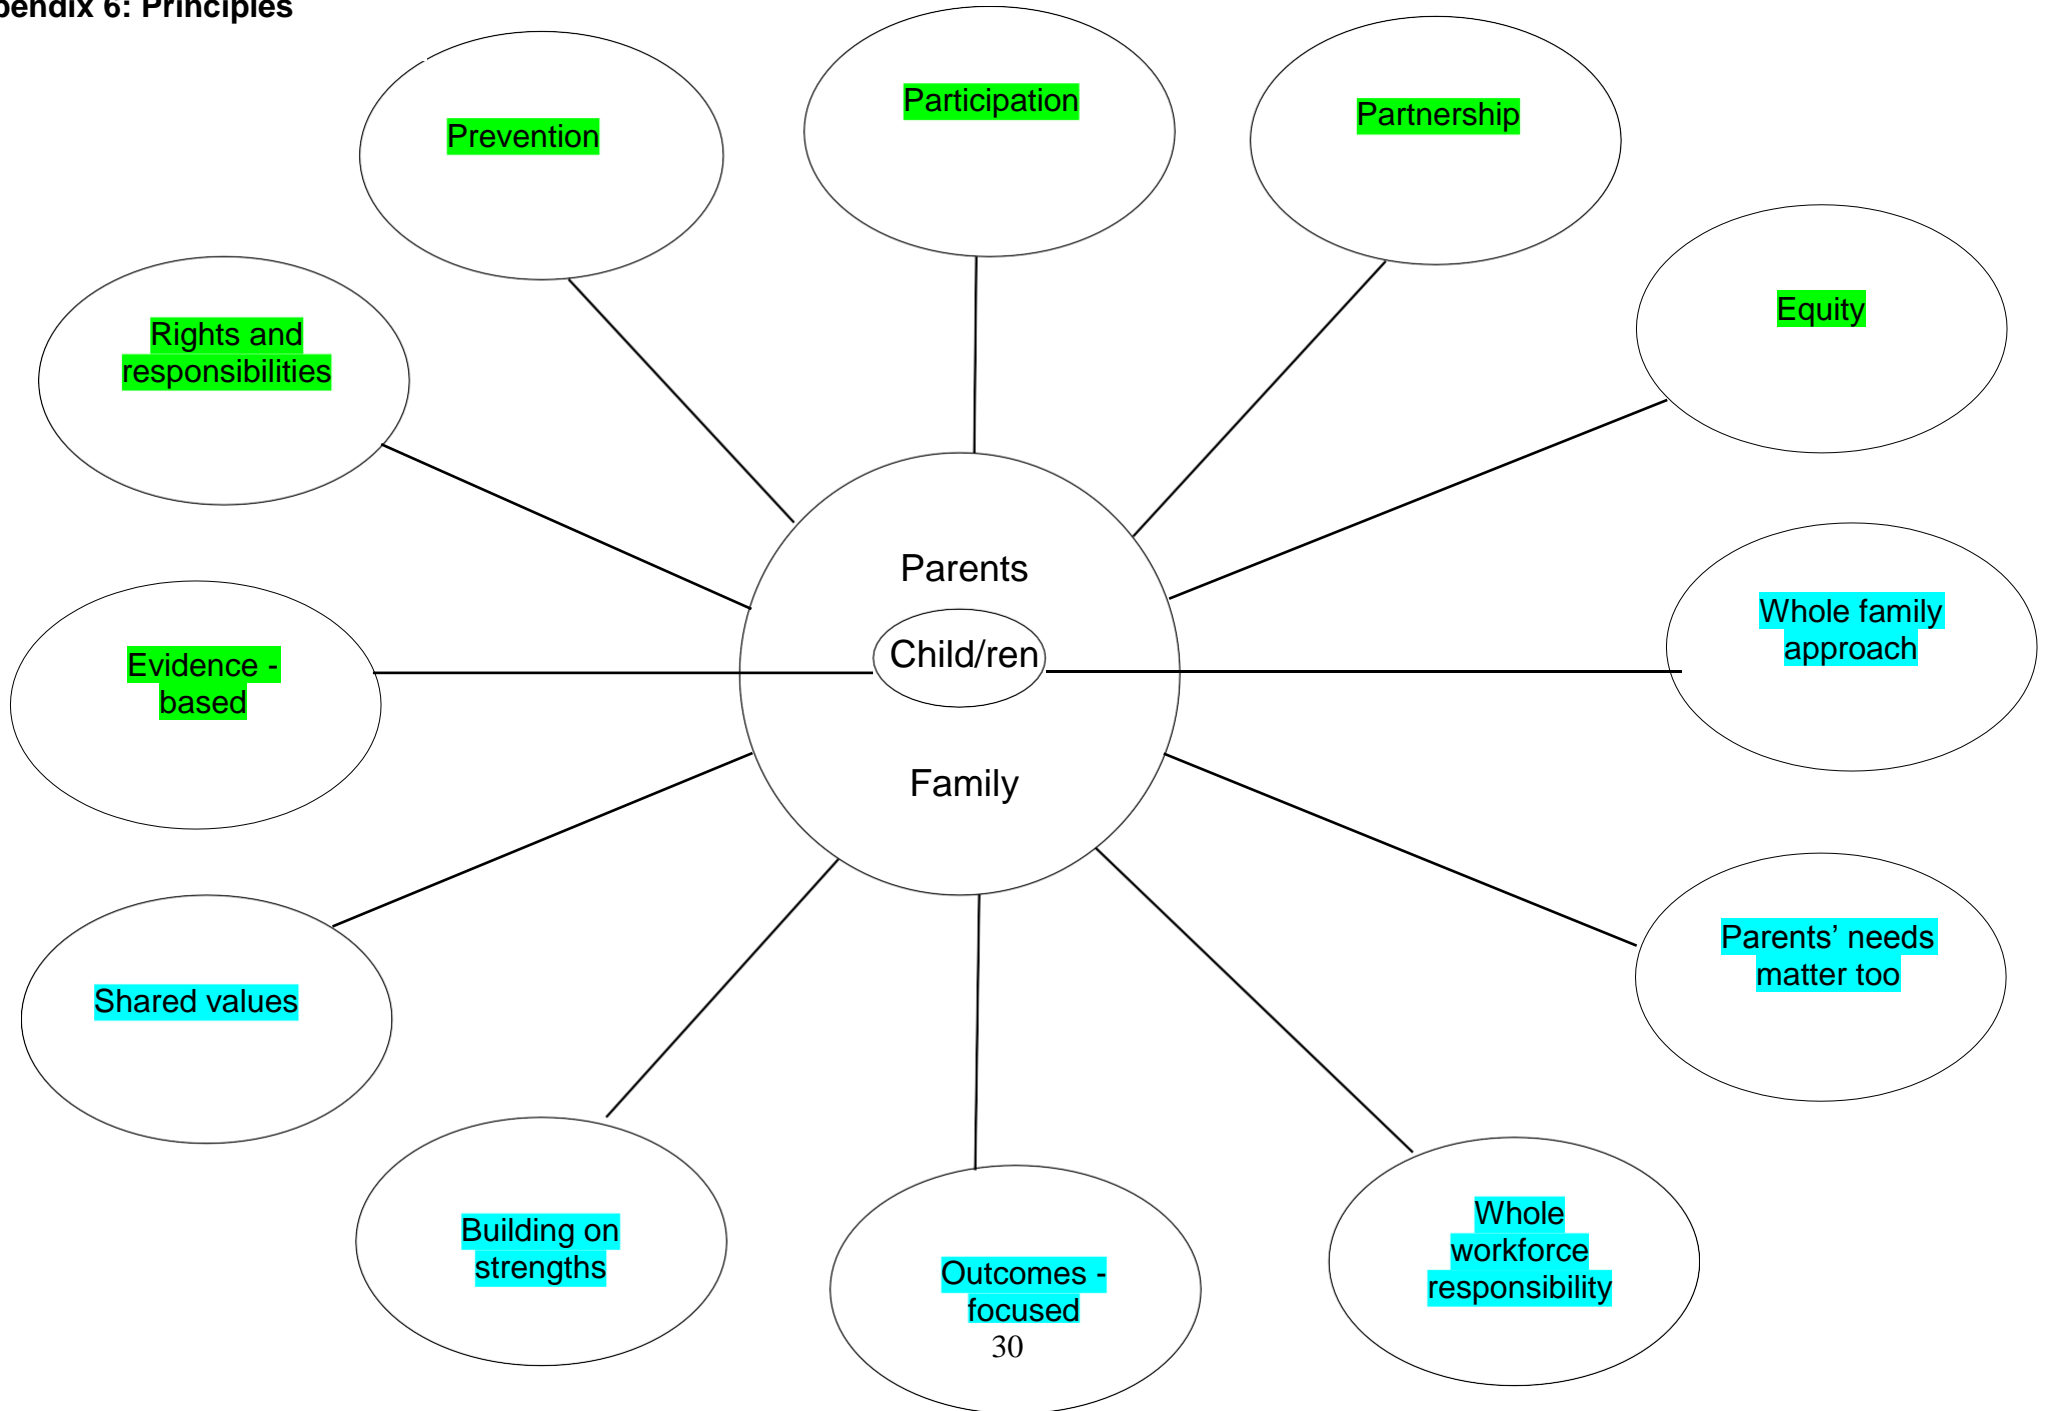 pendix 6: Principles
Participation
Partnership
Prevention
Equity
Rights and
responsibilities
Parents
Whole family
approach
Child/ren
Evidence -
based
Family
Parents’ needs
matter too
Shared values
Whole
workforce
responsibility
Building on
strengths
Outcomes -
focused
30